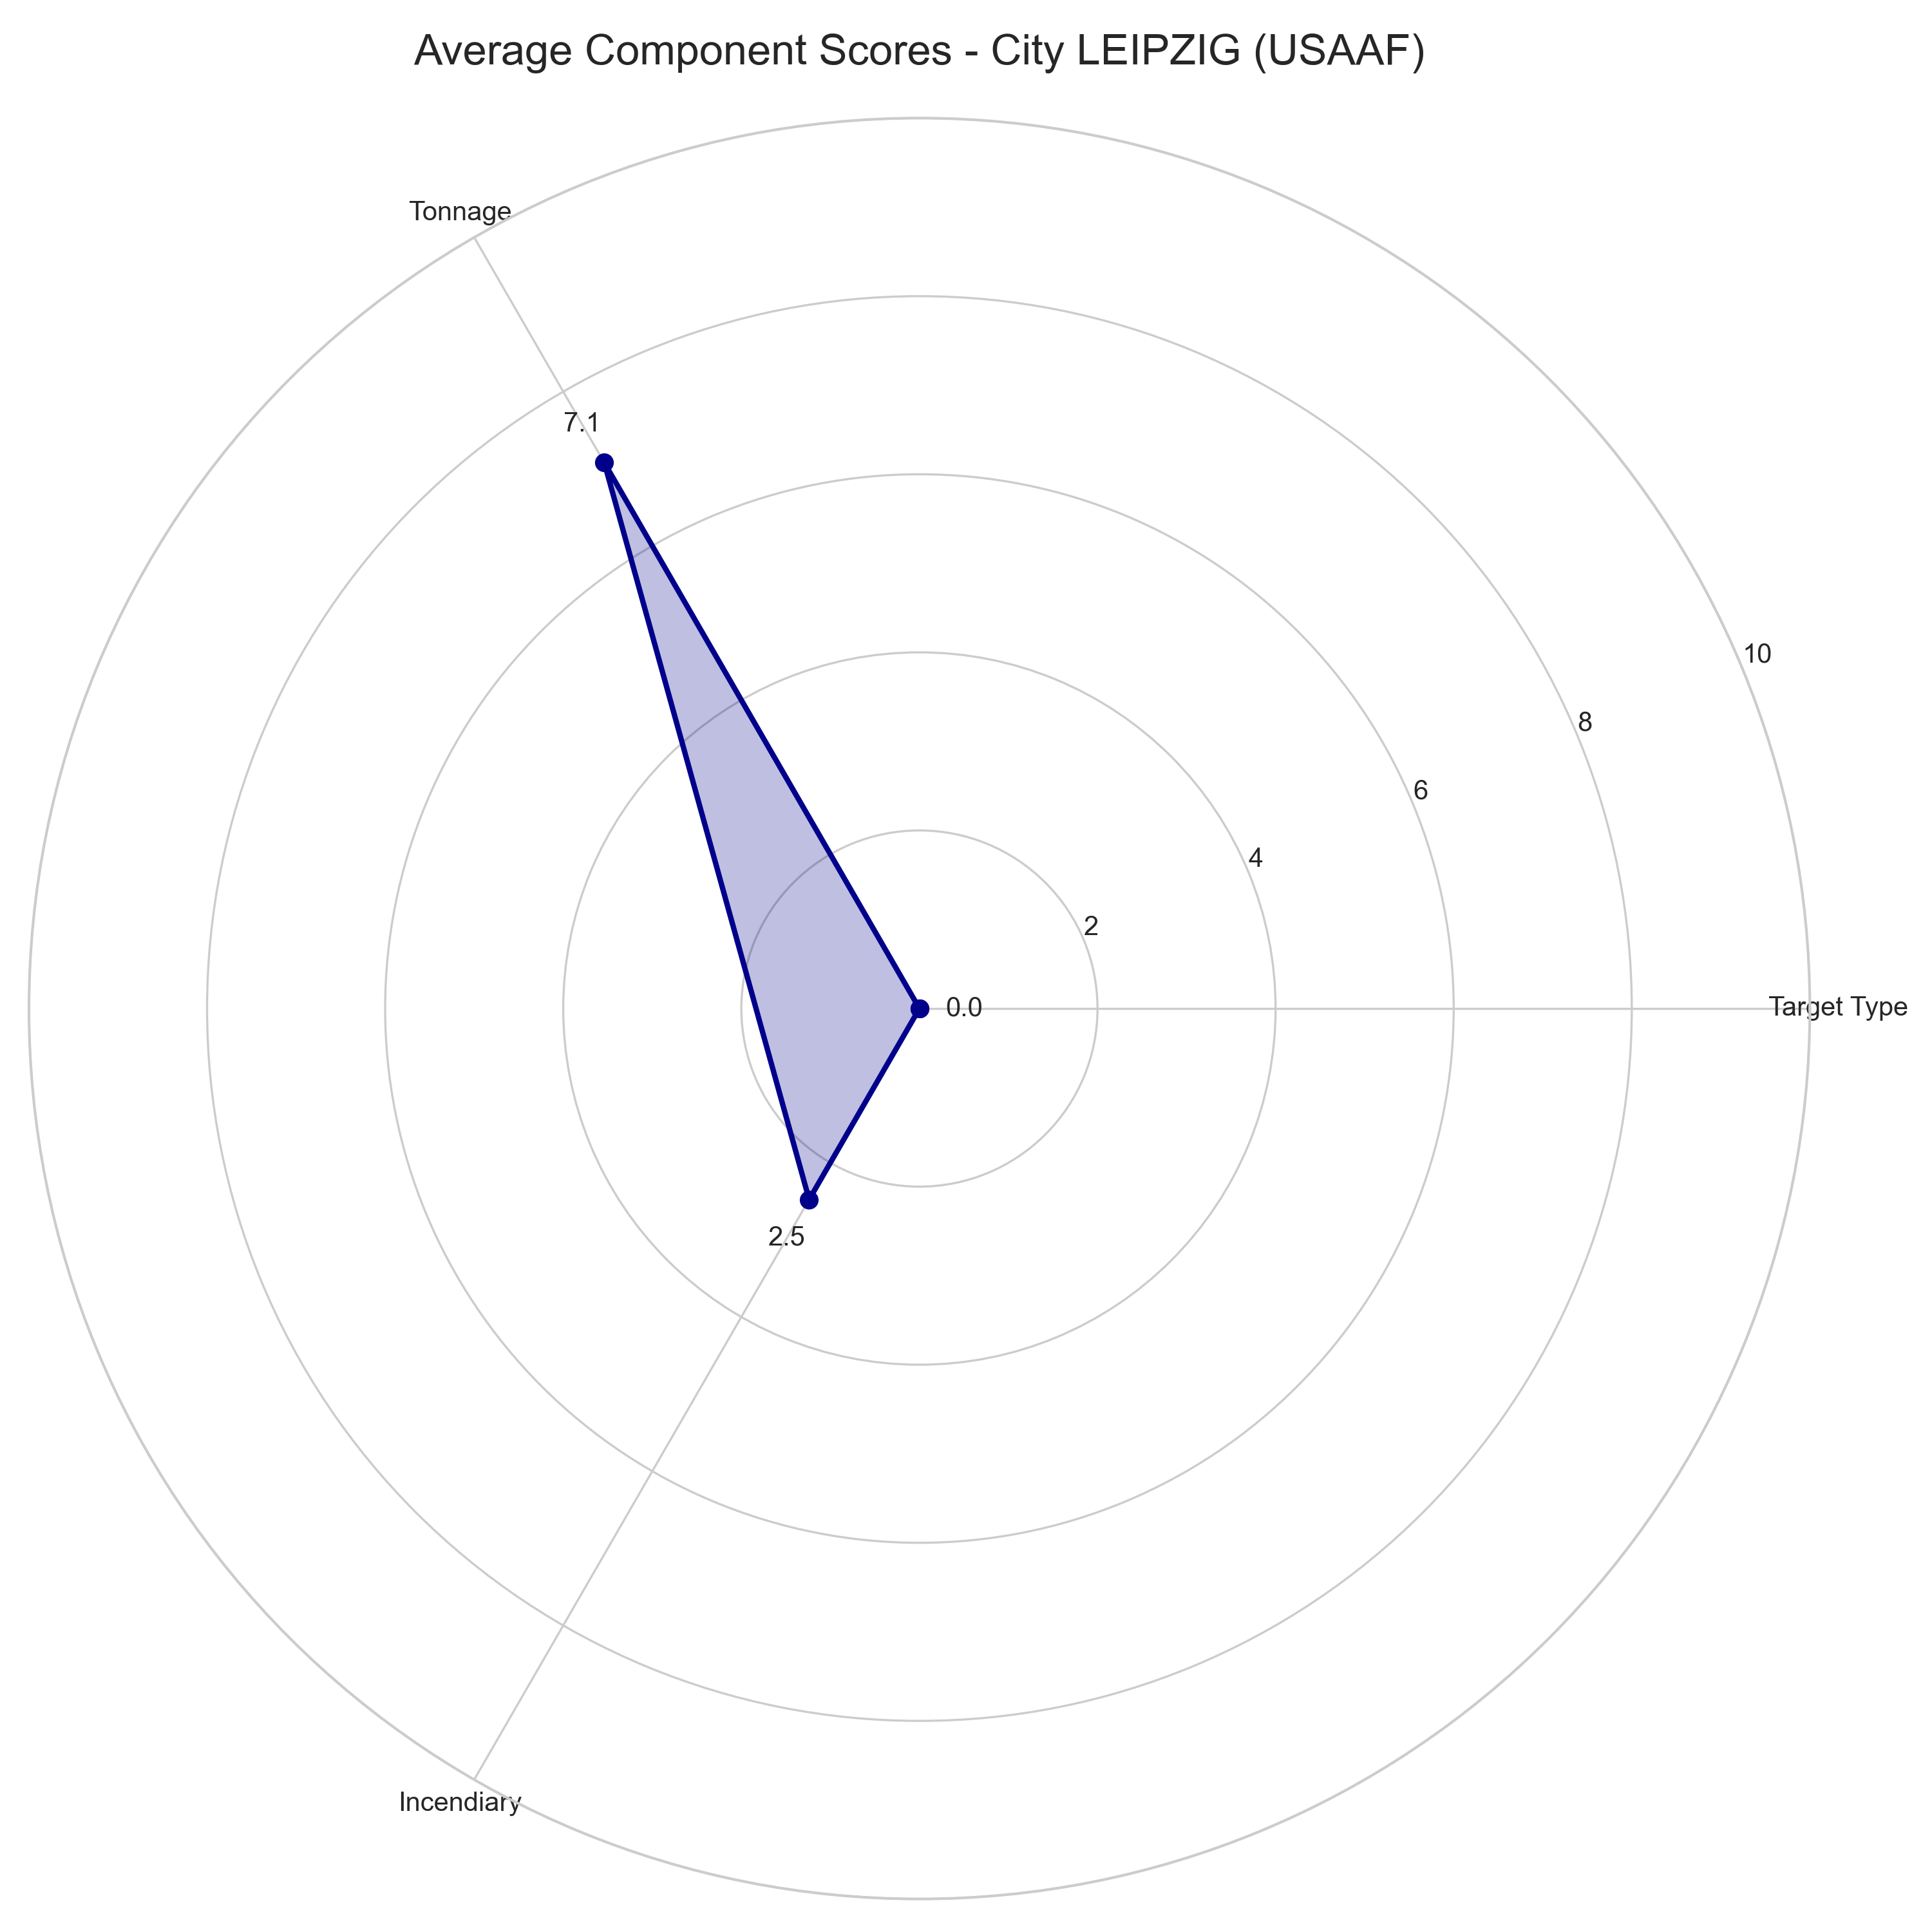 Average Component Scores - City LEIPZIG (USAAF)
Tonnage
7.1
10
8
6
4
2
0.0
Target Type
2.5
Incendiary